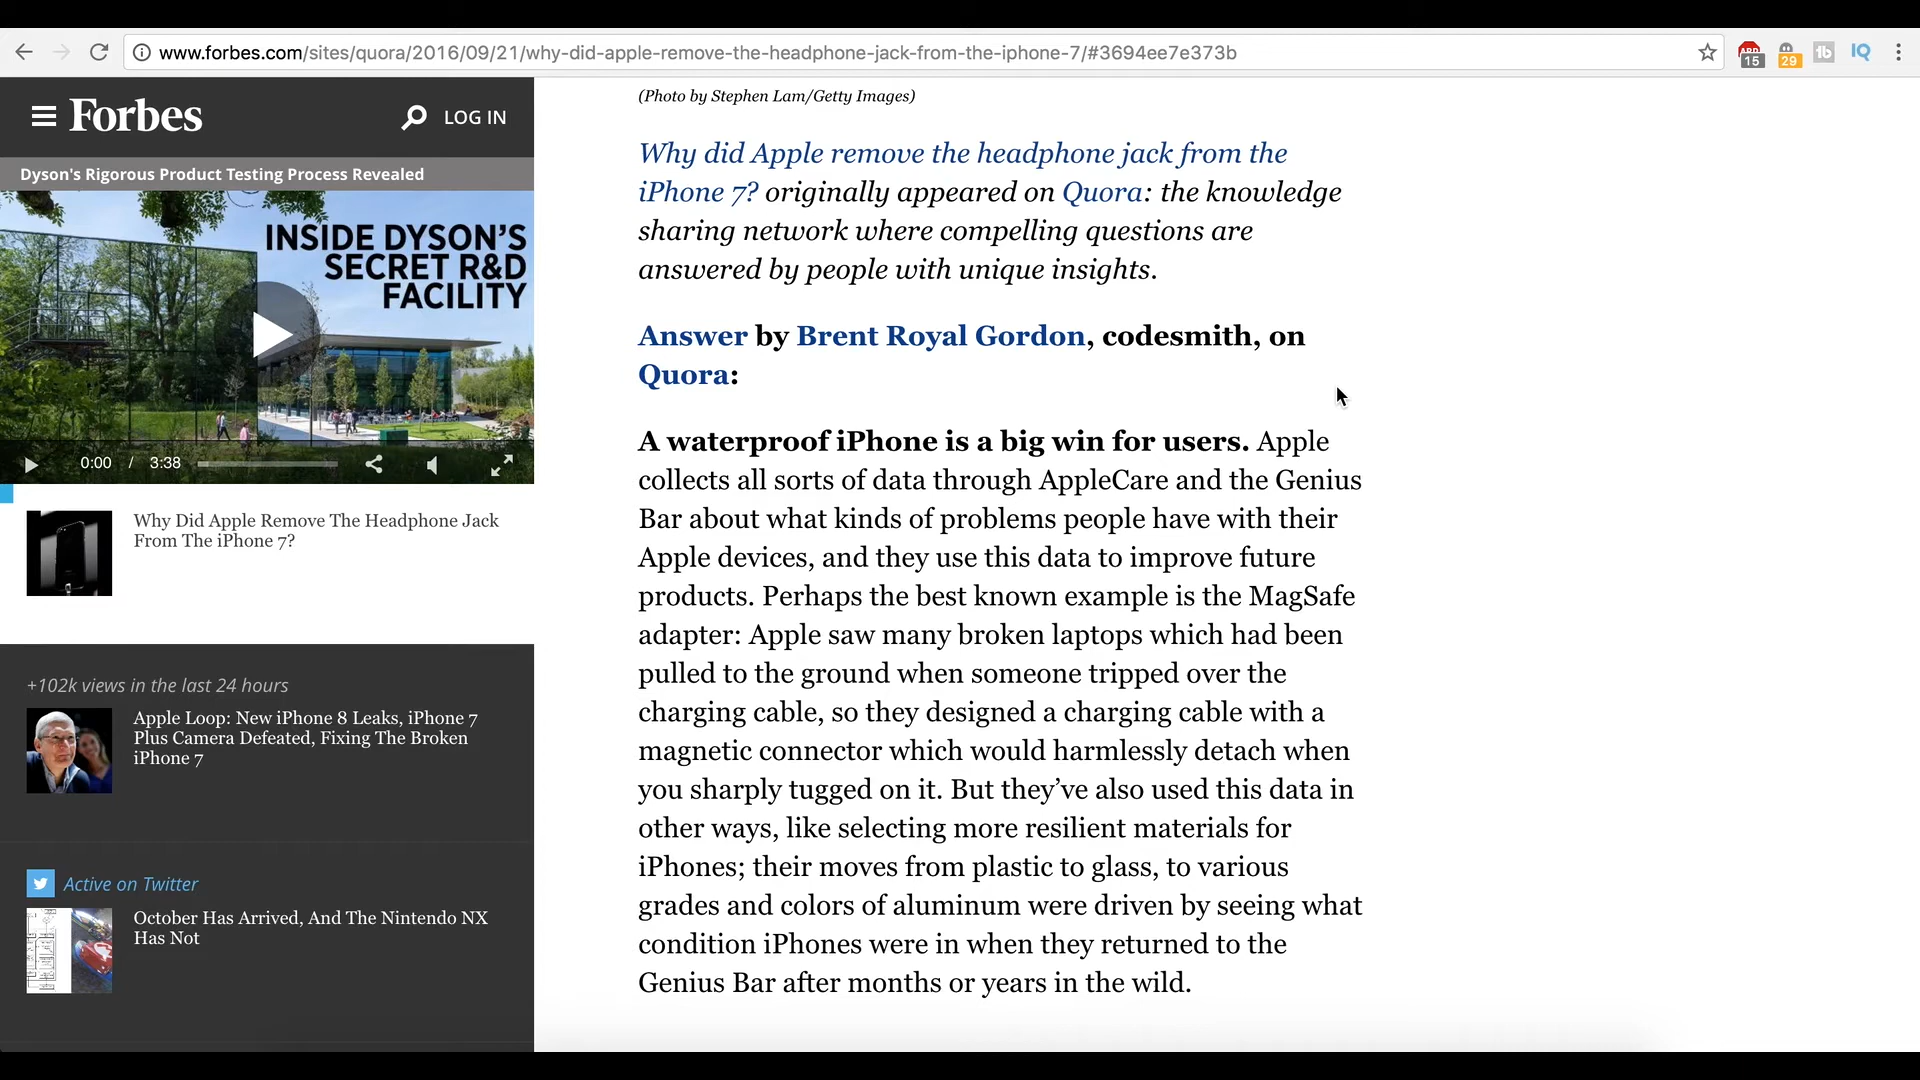 www.forbes.com/sites/quora/2016/09/21/why-did-apple-remove-the-headphone-jack-from-the-iphone-7/#3694ee7e373b
15
29
IQ
Forbes
LOG IN
Dyson's Rigorous Product Testing Process Revealed
INSIDE DYSON'S
SECRET R&D
FACILITY
0:00 / 3:38
Why Did Apple Remove The Headphone Jack
From The iPhone 7?
+102k views in the last 24 hours
Apple Loop: New iPhone 8 Leaks, iPhone 7
Plus Camera Defeated, Fixing The Broken
iPhone 7
Active on Twitter
October Has Arrived, And The Nintendo NX
Has Not
(Photo by Stephen Lam/Getty Images)
Why did Apple remove the headphone jack from the
iPhone 7? originally appeared on Quora: the knowledge
sharing network where compelling questions are
answered by people with unique insights.
Answer by Brent Royal Gordon, codesmith, on
Quora:
A waterproof iPhone is a big win for users. Apple
collects all sorts of data through AppleCare and the Genius
Bar about what kinds of problems people have with their
Apple devices, and they use this data to improve future
products. Perhaps the best known example is the MagSafe
adapter: Apple saw many broken laptops which had been
pulled to the ground when someone tripped over the
charging cable, so they designed a charging cable with a
magnetic connector which would harmlessly detach when
you sharply tugged on it. But they’ve also used this data in
other ways, like selecting more resilient materials for
iPhones; their moves from plastic to glass, to various
grades and colors of aluminum were driven by seeing what
condition iPhones were in when they returned to the
Genius Bar after months or years in the wild.